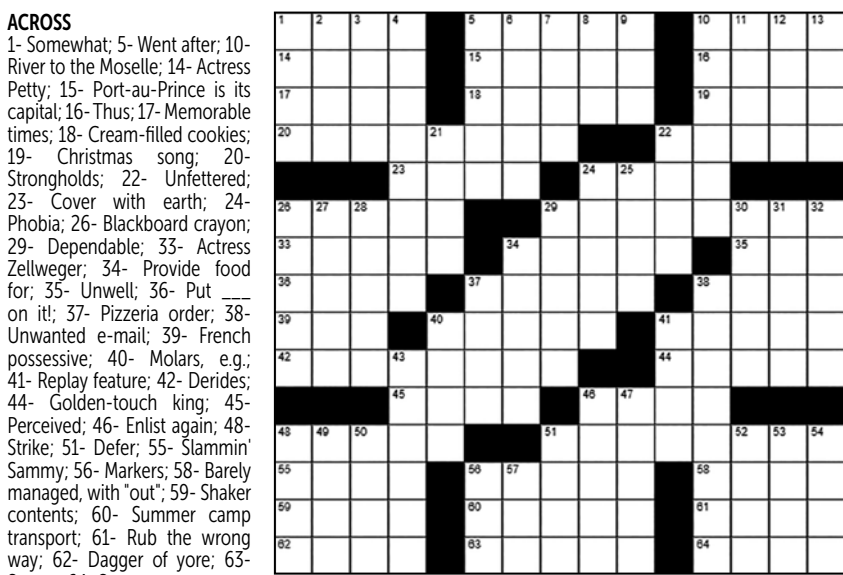 ACROSS
1- Somewhat; 5- Went after; 10-
River to the Moselle; 14- Actress
Petty; 15- Port-au-Prince is its
capital; 16- Thus; 17- Memorable
times; 18- Cream-filled cookies;
19- Christmas song; 20-
Strongholds; 22- Unfettered;
23- Cover with earth; 24-
Phobia; 26- Blackboard crayon;
29- Dependable; 33- Actress
Zellweger; 34- Provide food
for; 35- Unwell; 36- Put ___
on it!; 37- Pizzeria order; 38-
Unwanted e-mail; 39- French
possessive; 40- Molars, e.g.;
41- Replay feature; 42- Derides;
44- Golden-touch king; 45-
Perceived; 46- Enlist again; 48-
Strike; 51- Defer; 55- Slammin'
Sammy; 56- Markers; 58- Barely
managed, with "out"; 59- Shaker
contents; 60- Summer camp
transport; 61- Rub the wrong
way; 62- Dagger of yore; 63-
1 2 3 4 5 6 7 8 9 10 11 12 13
14 15 16
17 18 19
20 21 22
23 24 25
26 27 28 29 30 31 32
33 34 35
36 37 38
39 40 41
42 43 44
45 46 47
48 49 50 51 52 53 54
55 56 57 58
59 60 61
62 63 64